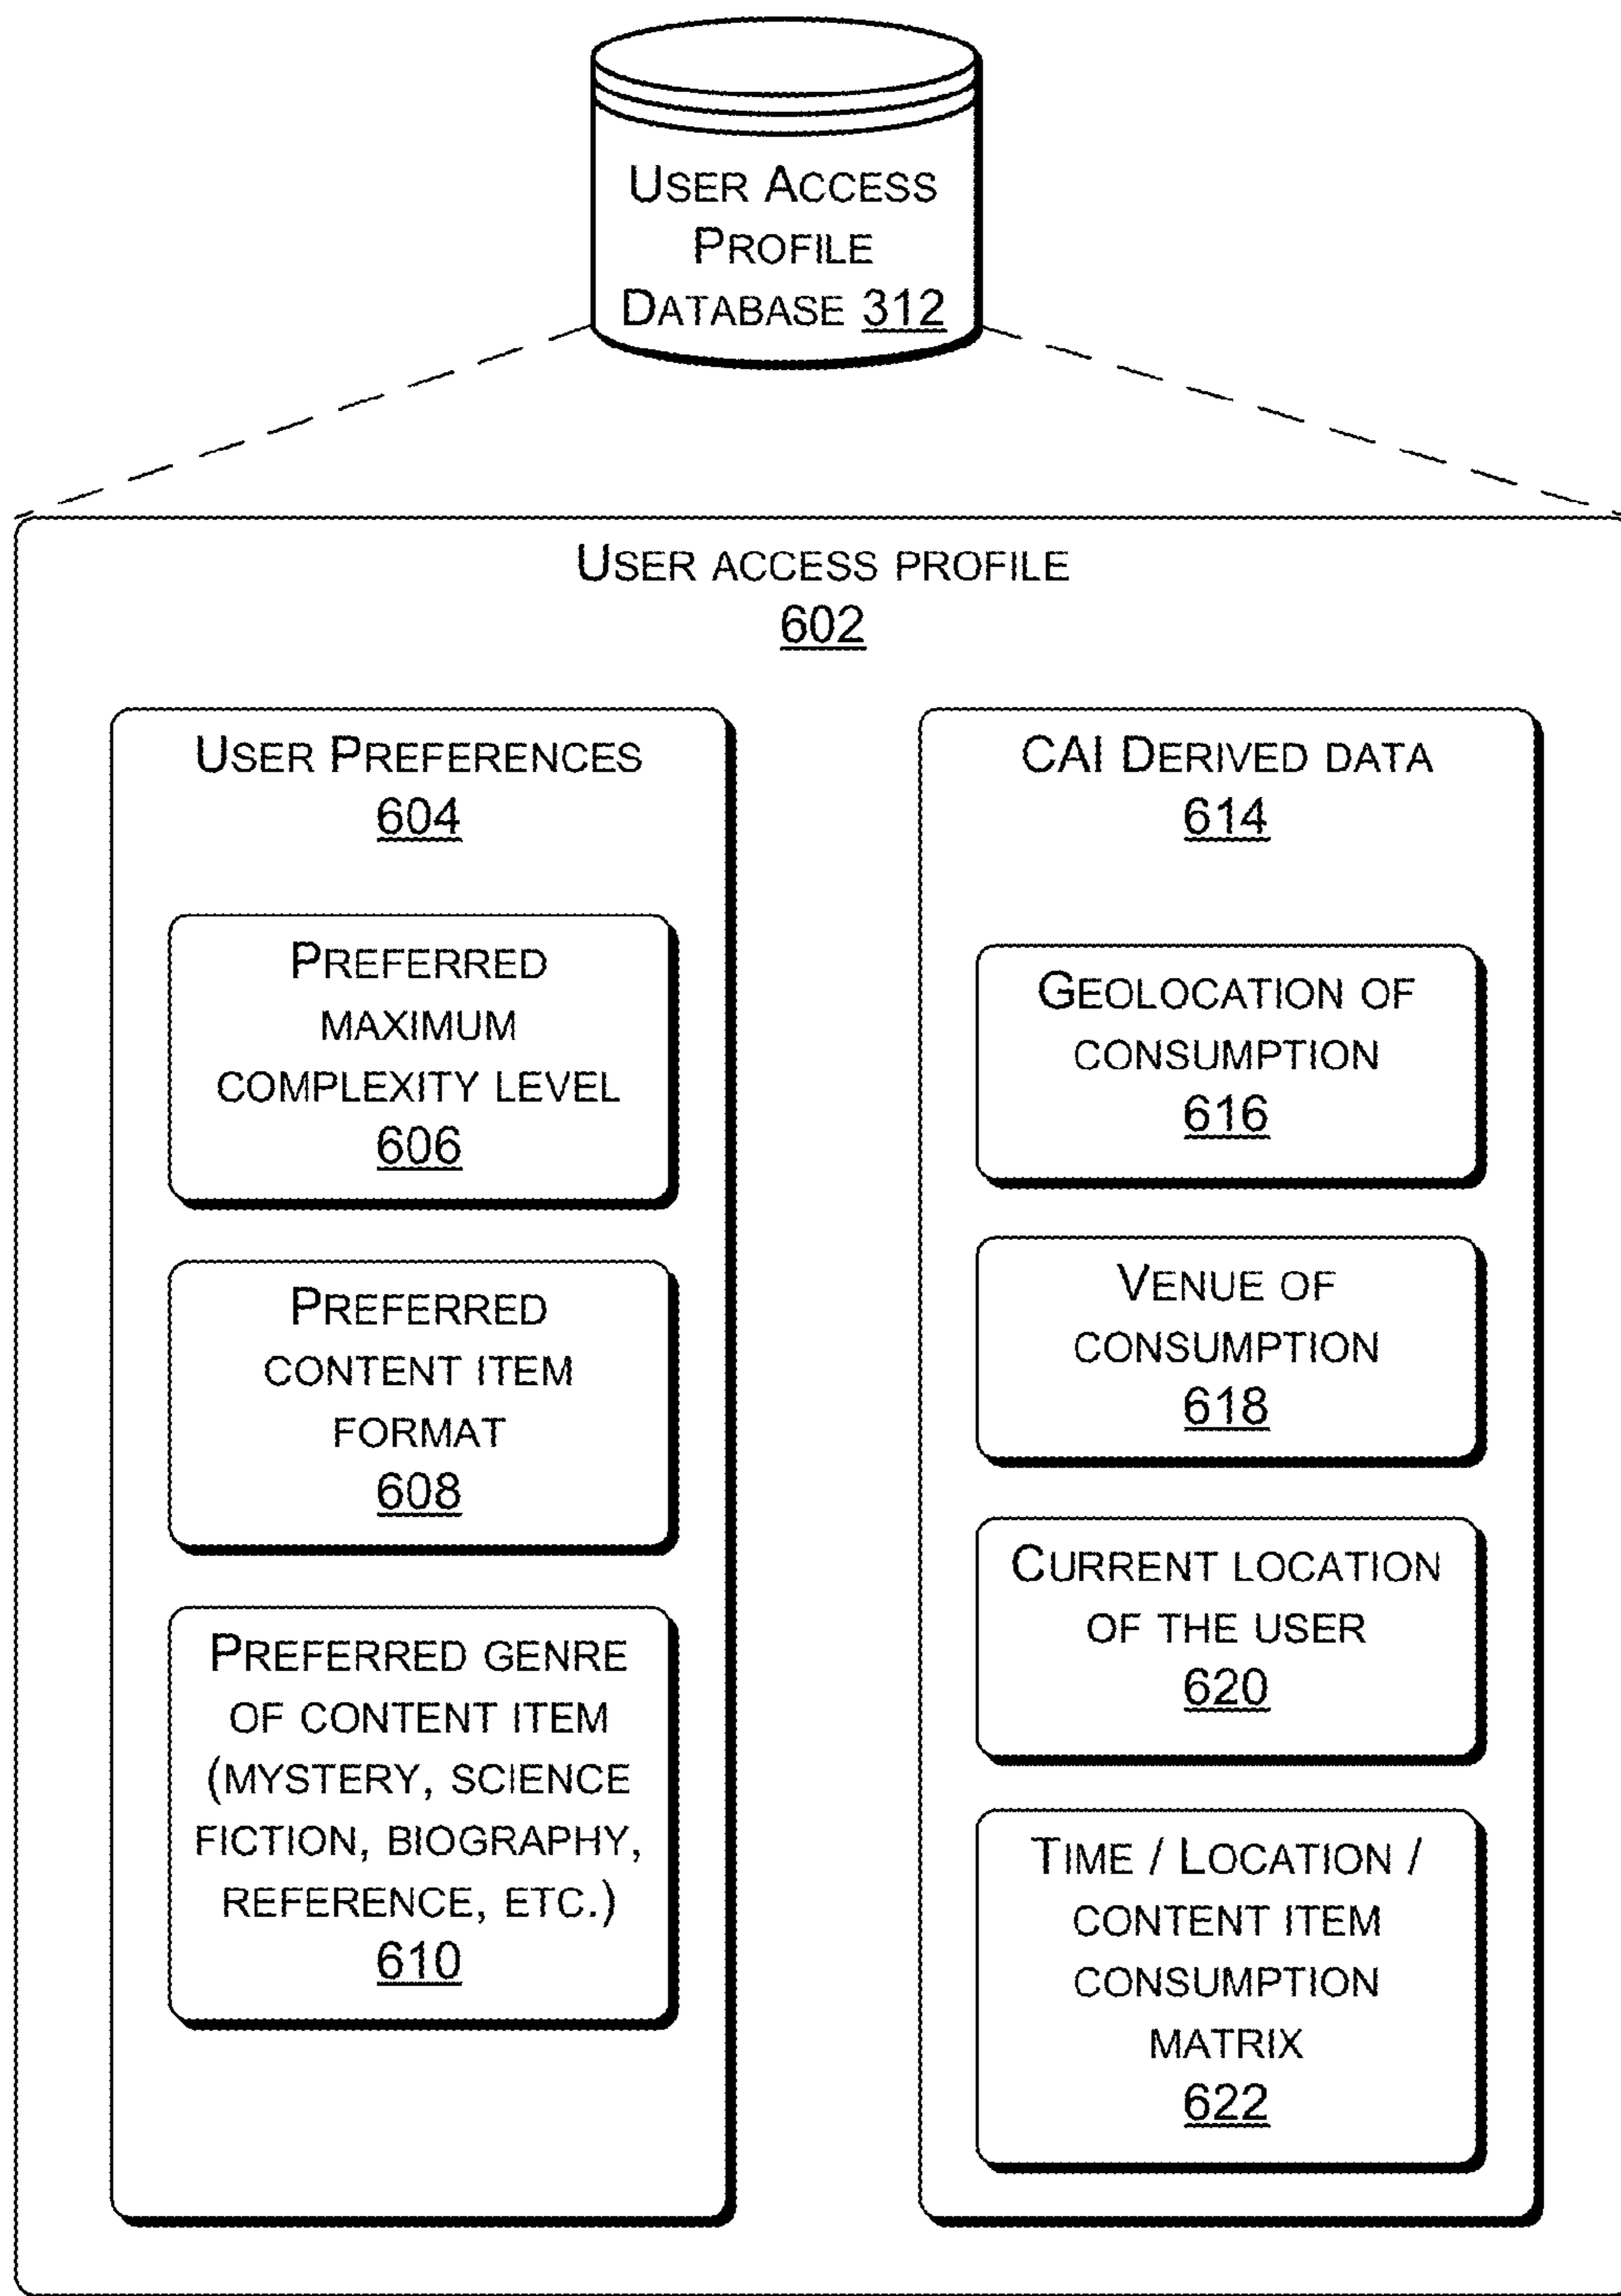 USER ACCESS
PROFILE
DATABASE 312
USER ACCESS PROFILE
602
USER PREFERENCES
604
PREFERRED
MAXIMUM
COMPLEXITY LEVEL
606
PREFERRED
CONTENT ITEM
FORMAT
608
PREFERRED GENRE
OF CONTENT ITEM
(MYSTERY, SCIENCE
FICTION, BIOGRAPHY,
REFERENCE, ETC.)
610
CAI DERIVED DATA
614
GEOLOCATION OF
CONSUMPTION
616
VENUE OF
CONSUMPTION
618
CURRENT LOCATION
OF THE USER
620
TIME / LOCATION /
CONTENT ITEM
CONSUMPTION
MATRIX
622